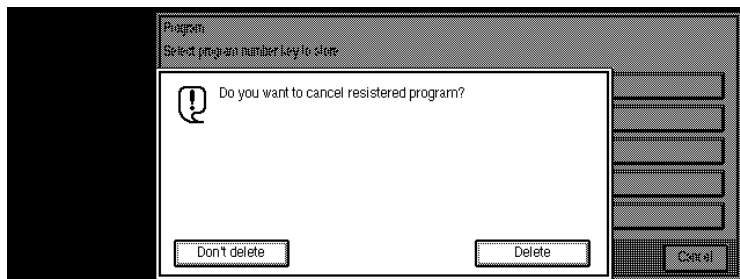 Program
Select program number key to store
Do you want to cancel resistered program?
Don't delete
Delete
Cancel